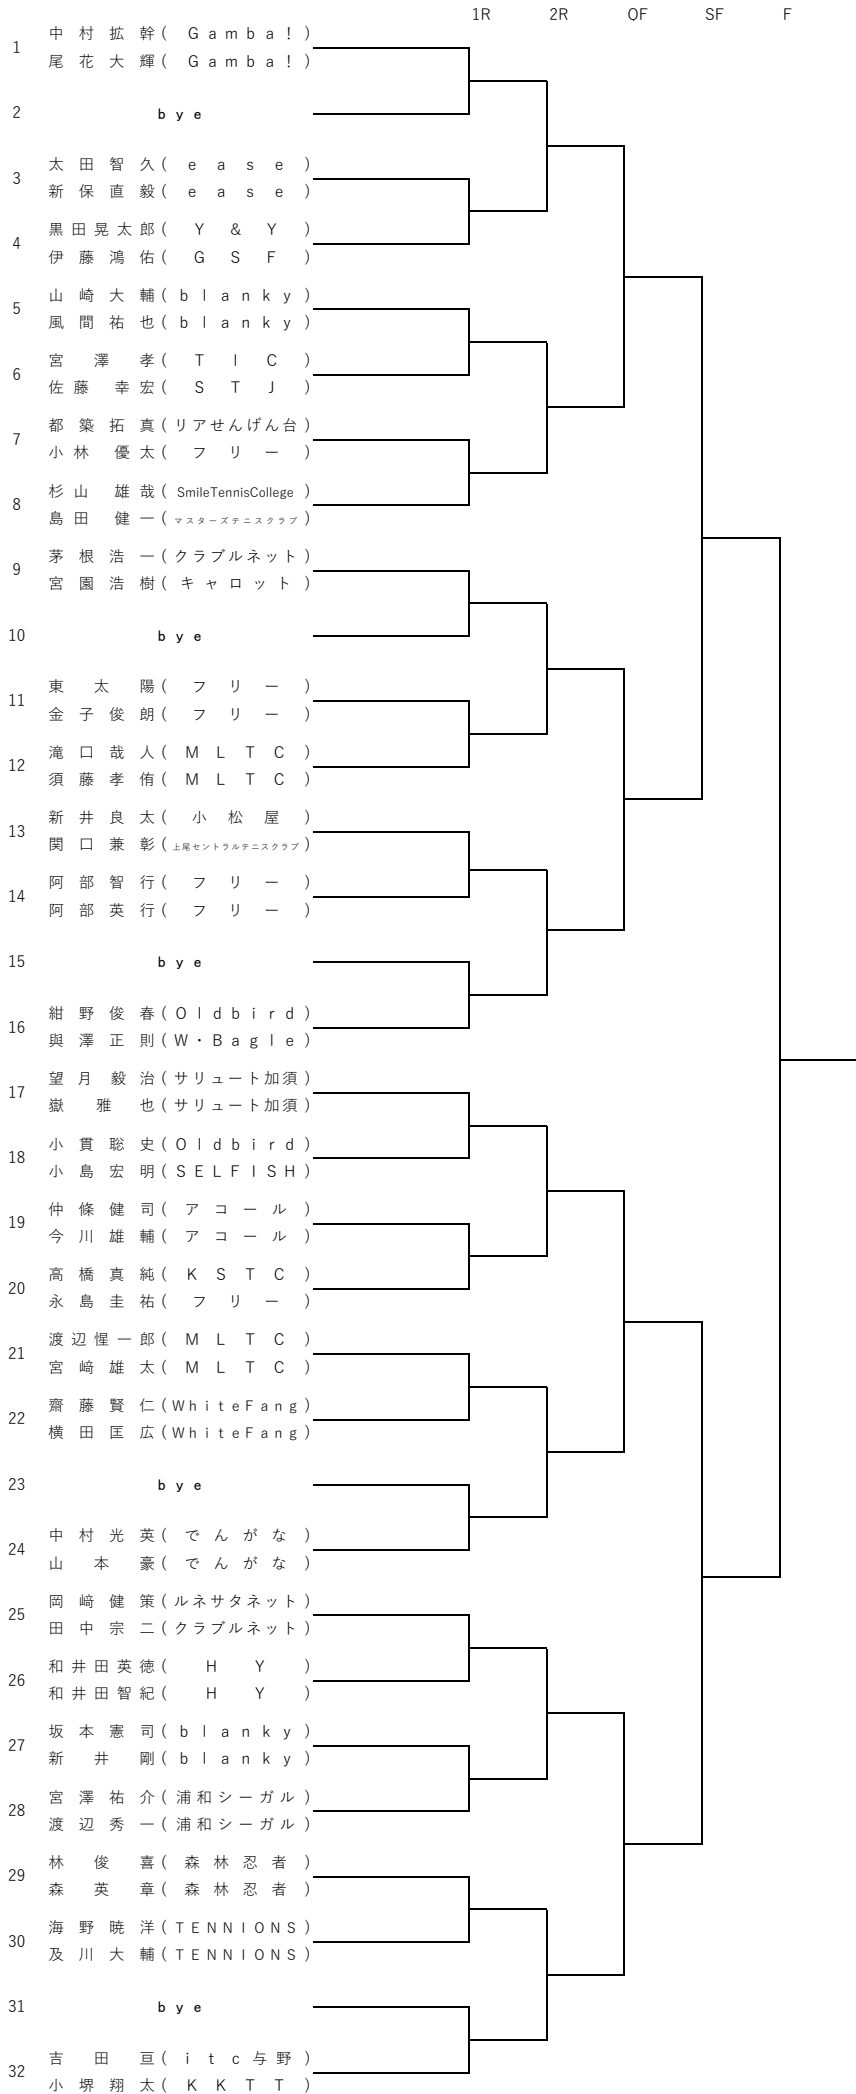 1R 2R QF SF F
1 中村拡幹(Gamba!)
尾花大輝(Gamba!)
2 bye
3 太田智久(ease)
新保直毅(ease)
4 黒田晃太郎(Y&Y)
伊藤鴻佑(GSF)
5 山崎大輔(blanky)
風間祐也(blanky)
6 宮澤孝(TIC)
佐藤幸宏(STJ)
7 都築拓真(リアせんげん台)
小林優太(フリー)
8 杉山雄哉(SmileTennisCollege)
島田健一(マスターズテニスクラブ)
9 茅根浩一(クラブルネット)
宮園浩樹(キャロット)
10 bye
11 東太陽(フリー)
金子俊朗(フリー)
12 滝口哉人(MLTC)
須藤孝侑(MLTC)
13 新井良太(小松屋)
関口兼彰(上尾セントラルテニスクラブ)
14 阿部智行(フリー)
阿部英行(フリー)
15 bye
16 紺野俊春(Oldbird)
與澤正則(W・Bagle)
17 望月毅治(サリュート加須)
嶽雅也(サリュート加須)
18 小貫聡史(Oldbird)
小島宏明(SELFISH)
19 仲條健司(アコール)
今川雄輔(アコール)
20 高橋真純(KSTC)
永島圭祐(フリー)
21 渡辺惺一郎(MLTC)
宮﨑雄太(MLTC)
22 齋藤賢仁(WhiteFang)
横田匡広(WhiteFang)
23 bye
24 中村光英(でんがな)
山本豪(でんがな)
25 岡﨑健策(ルネサタネット)
田中宗二(クラブルネット)
26 和井田英徳(HY)
和井田智紀(HY)
27 坂本憲司(blanky)
新井剛(blanky)
28 宮澤祐介(浦和シーガル)
渡辺秀一(浦和シーガル)
29 林俊喜(森林忍者)
森英章(森林忍者)
30 海野暁洋(TENNIONS)
及川大輔(TENNIONS)
31 bye
32 吉田亘(itc与野)
小堺翔太(KKTT)